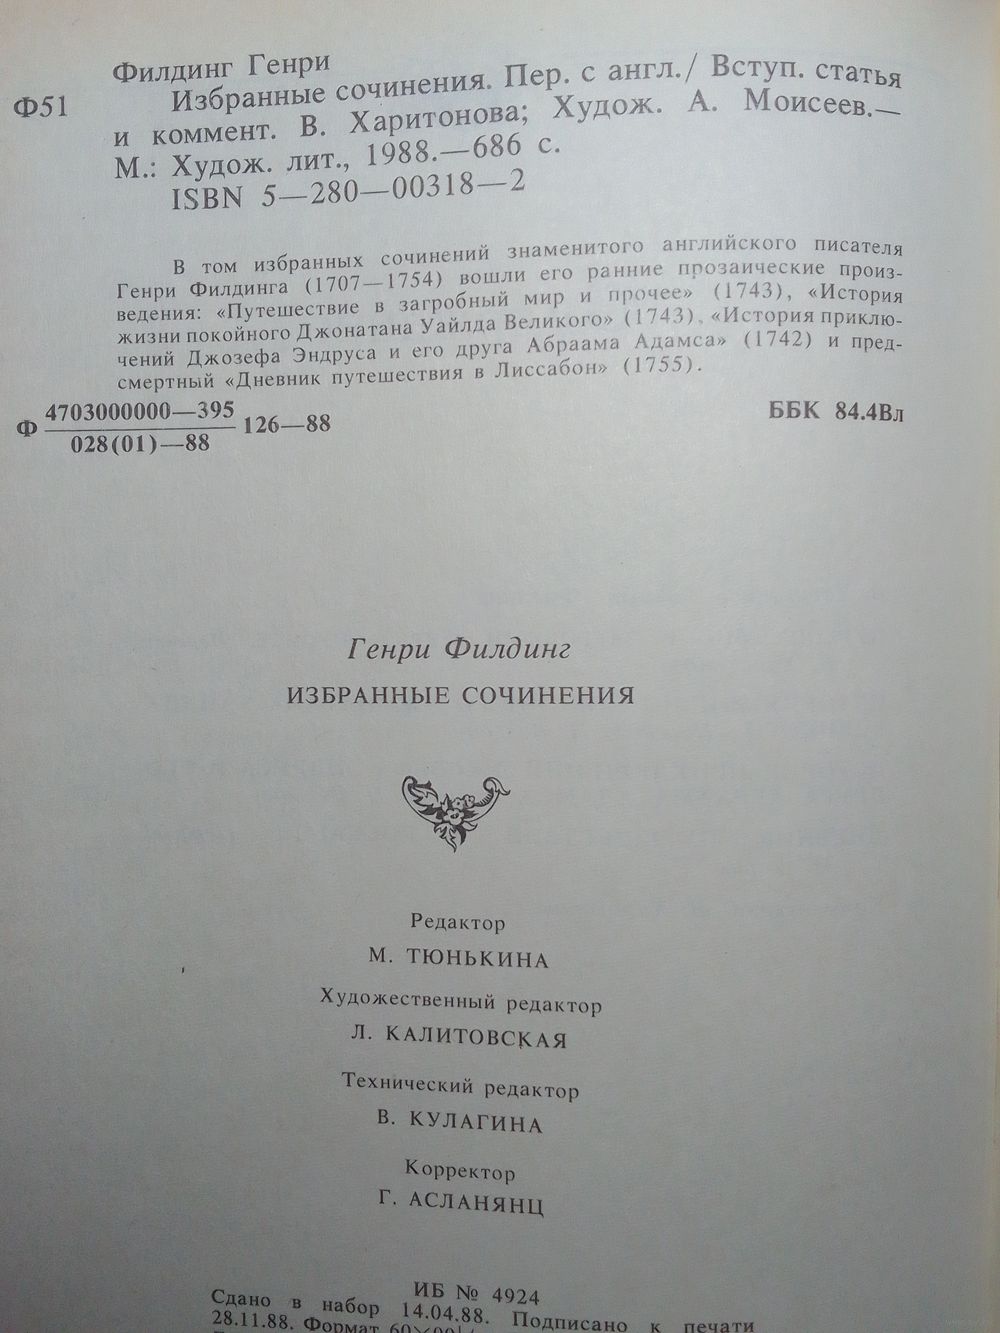 Филдинг Генри
Ф51 Избранные сочинения. Пер. с англ./ Вступ. статья
и коммент. В. Харитонова; Худож. А. Моисеев.—
М.: Худож. лит., 1988.—686 с.
ISBN 5—280—00318—2
В том избранных сочинений знаменитого английского писателя
Генри Филдинга (1707—1754) вошли его ранние прозаические произ-
ведения: «Путешествие в загробный мир и прочее» (1743), «История
жизни покойного Джонатана Уайлда Великого» (1743), «История приклю-
чений Джозефа Эндруса и его друга Абраама Адамса» (1742) и пред-
смертный «Дневник путешествия в Лиссабон» (1755).
Ф 4703000000—395
028(01)—88 126—88
ББК 84.4Вл
Генри Филдинг
ИЗБРАННЫЕ СОЧИНЕНИЯ
Редактор
М. ТЮНЬКИНА
Художественный редактор
Л. КАЛИТОВСКАЯ
Технический редактор
В. КУЛАГИНА
Корректор
Г. АСЛАНЯНЦ
ИБ № 4924
Сдано в набор 14.04.88. Подписано к печати
28.11.88. Формат